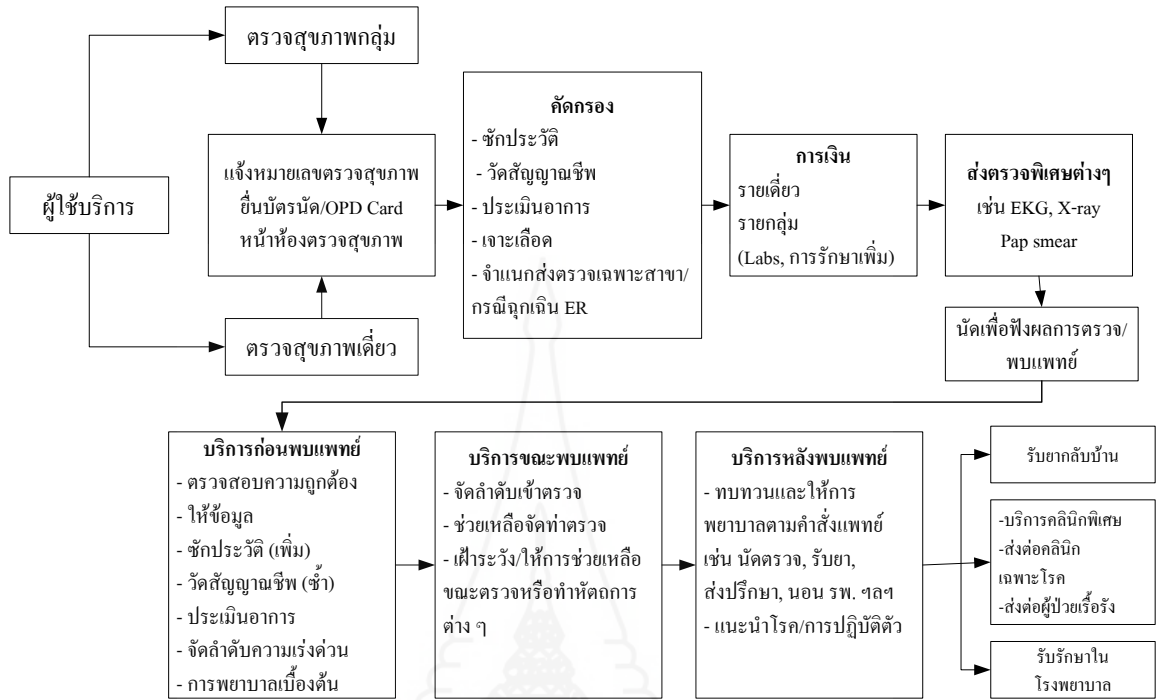 ตรวจสุขภาพกลุ่ม
ผู้ใช้บริการ
แจ้งหมายเลขตรวจสุขภาพ
ยื่นบัตรนัด/OPD Card
หน้าห้องตรวจสุขภาพ
ตรวจสุขภาพเดี่ยว
คัดกรอง
- ซักประวัติ
- วัดสัญญาณชีพ
- ประเมินอาการ
- เจาะเลือด
- จำแนกส่งตรวจเฉพาะสาขา/
กรณีฉุกเฉิน ER
การเงิน
รายเดี่ยว
รายกลุ่ม
(Labs, การรักษาเพิ่ม)
ส่งตรวจพิเศษต่างๆ
เช่น EKG, X-ray
Pap smear
นัดเพื่อฟังผลการตรวจ/
พบแพทย์
บริการก่อนพบแพทย์
- ตรวจสอบความถูกต้อง
- ให้ข้อมูล
- ซักประวัติ (เพิ่ม)
- วัดสัญญาณชีพ (ซ้ำ)
- ประเมินอาการ
- จัดลำดับความเร่งด่วน
- การพยาบาลเบื้องต้น
บริการขณะพบแพทย์
- จัดลำดับเข้าตรวจ
- ช่วยเหลือจัดท่าตรวจ
- เฝ้าระวัง/ให้การช่วยเหลือ
ขณะตรวจหรือทำหัตถการ
ต่าง ๆ
บริการหลังพบแพทย์
- ทบทวนและให้การ
พยาบาลตามคำสั่งแพทย์
เช่น นัดตรวจ, รับยา,
ส่งปรึกษา, นอน รพ. ฯลฯ
- แนะนำโรค/การปฏิบัติตัว
รับยากลับบ้าน
-บริการคลินิกพิเศษ
-ส่งต่อคลินิก
เฉพาะโรค
-ส่งต่อผู้ป่วยเรื้อรัง
รับรักษาใน
โรงพยาบาล